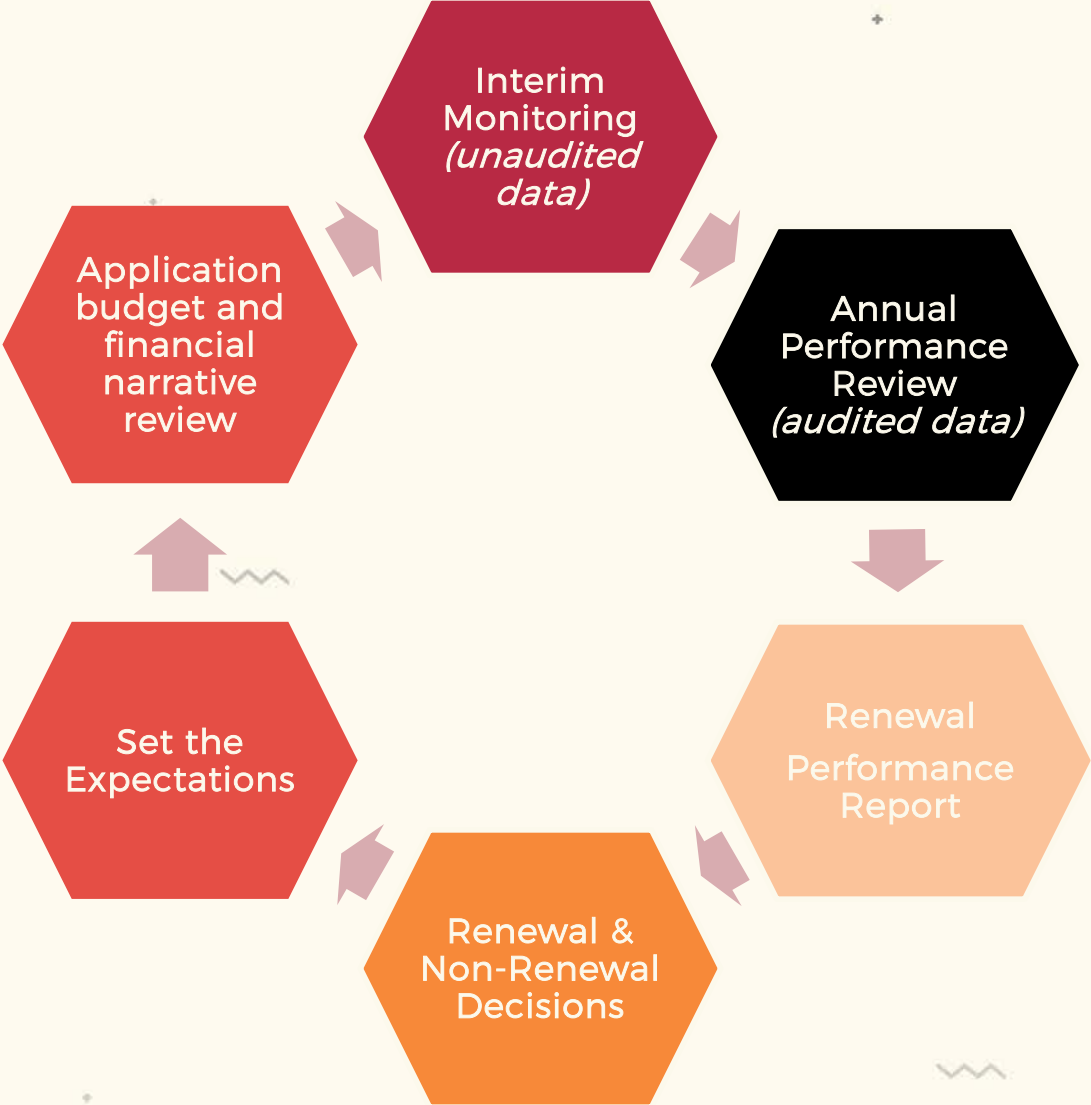 Interim
Monitoring
(unaudited
data)
Application
budget and
financial
narrative
review
Annual
Performance
Review
(audited data)
Set the
Expectations
Renewal
Performance
Report
Renewal &
Non-Renewal
Decisions